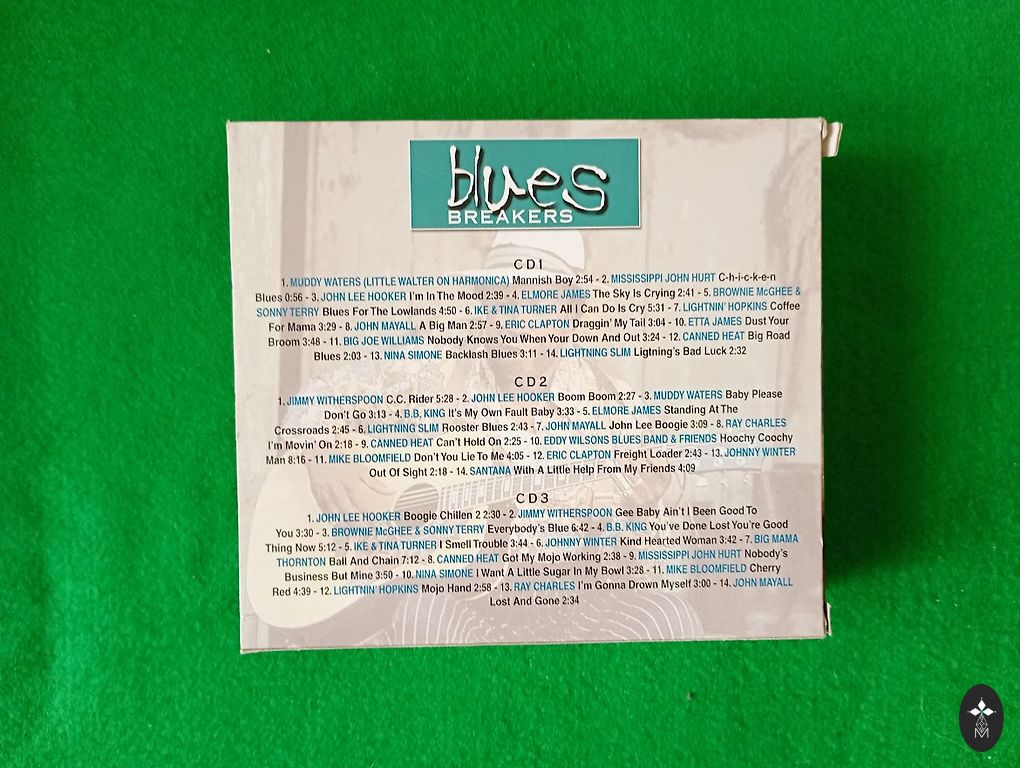 blues
BREAKERS
CD1
1. MUDDY WATERS (LITTLE WALTER ON HARMONICA) Mannish Boy 2:54 - 2. MISSISSIPPI JOHN HURT C-h-i-c-k-e-n
Blues 0:56 - 3. JOHN LEE HOOKER I'm In The Mood 2:39 - 4. ELMORE JAMES The Sky Is Crying 2:41 - 5. BROWNIE McGHEE &
SONNY TERRY Blues For The Lowlands 4:50 - 6. IKE & TINA TURNER All I Can Do Is Cry 5:31 - 7. LIGHTNIN' HOPKINS Coffee
For Mama 3:29 - 8. JOHN MAYALL A Big Man 2:57 - 9. ERIC CLAPTON Draggin' My Tail 3:04 - 10. ETTA JAMES Dust Your
Broom 3:48 - 11. BIG JOE WILLIAMS Nobody Knows You When Your Down And Out 3:24 - 12. CANNED HEAT Big Road
Blues 2:03 - 13. NINA SIMONE Backlash Blues 3:11 - 14. LIGHTNING SLIM Ligtning's Bad Luck 2:32
CD2
1. JIMMY WITHERSPOON C.C. Rider 5:28 - 2. JOHN LEE HOOKER Boom Boom 2:27 - 3. MUDDY WATERS Baby Please
Don't Go 3:13 - 4. B.B. KING It's My Own Fault Baby 3:33 - 5. ELMORE JAMES Standing At The
Crossroads 2:45 - 6. LIGHTNING SLIM Rooster Blues 2:43 - 7. JOHN MAYALL John Lee Boogie 3:09 - 8. RAY CHARLES
I'm Movin' On 2:18 - 9. CANNED HEAT Can't Hold On 2:25 - 10. EDDY WILSONS BLUES BAND & FRIENDS Hoochy Coochy
Man 8:16 - 11. MIKE BLOOMFIELD Don't You Lie To Me 4:05 - 12. ERIC CLAPTON Freight Loader 2:43 - 13. JOHNNY WINTER
Out Of Sight 2:18 - 14. SANTANA With A Little Help From My Friends 4:09
CD3
1. JOHN LEE HOOKER Boogie Chillen 2 2:30 - 2. JIMMY WITHERSPOON Gee Baby Ain't I Been Good To
You 3:30 - 3. BROWNIE McGHEE & SONNY TERRY Everybody's Blue 6:42 - 4. B.B. KING You've Done Lost You're Good
Thing Now 5:12 - 5. IKE & TINA TURNER I Smell Trouble 3:44 - 6. JOHNNY WINTER Kind Hearted Woman 3:42 - 7. BIG MAMA
THORNTON Ball And Chain 7:12 - 8. CANNED HEAT Got My Mojo Working 2:38 - 9. MISSISSIPPI JOHN HURT Nobody's
Business But Mine 3:50 - 10. NINA SIMONE I Want A Little Sugar In My Bowl 3:28 - 11. MIKE BLOOMFIELD Cherry
Red 4:39 - 12. LIGHTNIN' HOPKINS Mojo Hand 2:58 - 13. RAY CHARLES I'm Gonna Drown Myself 3:00 - 14. JOHN MAYALL
Lost And Gone 2:34